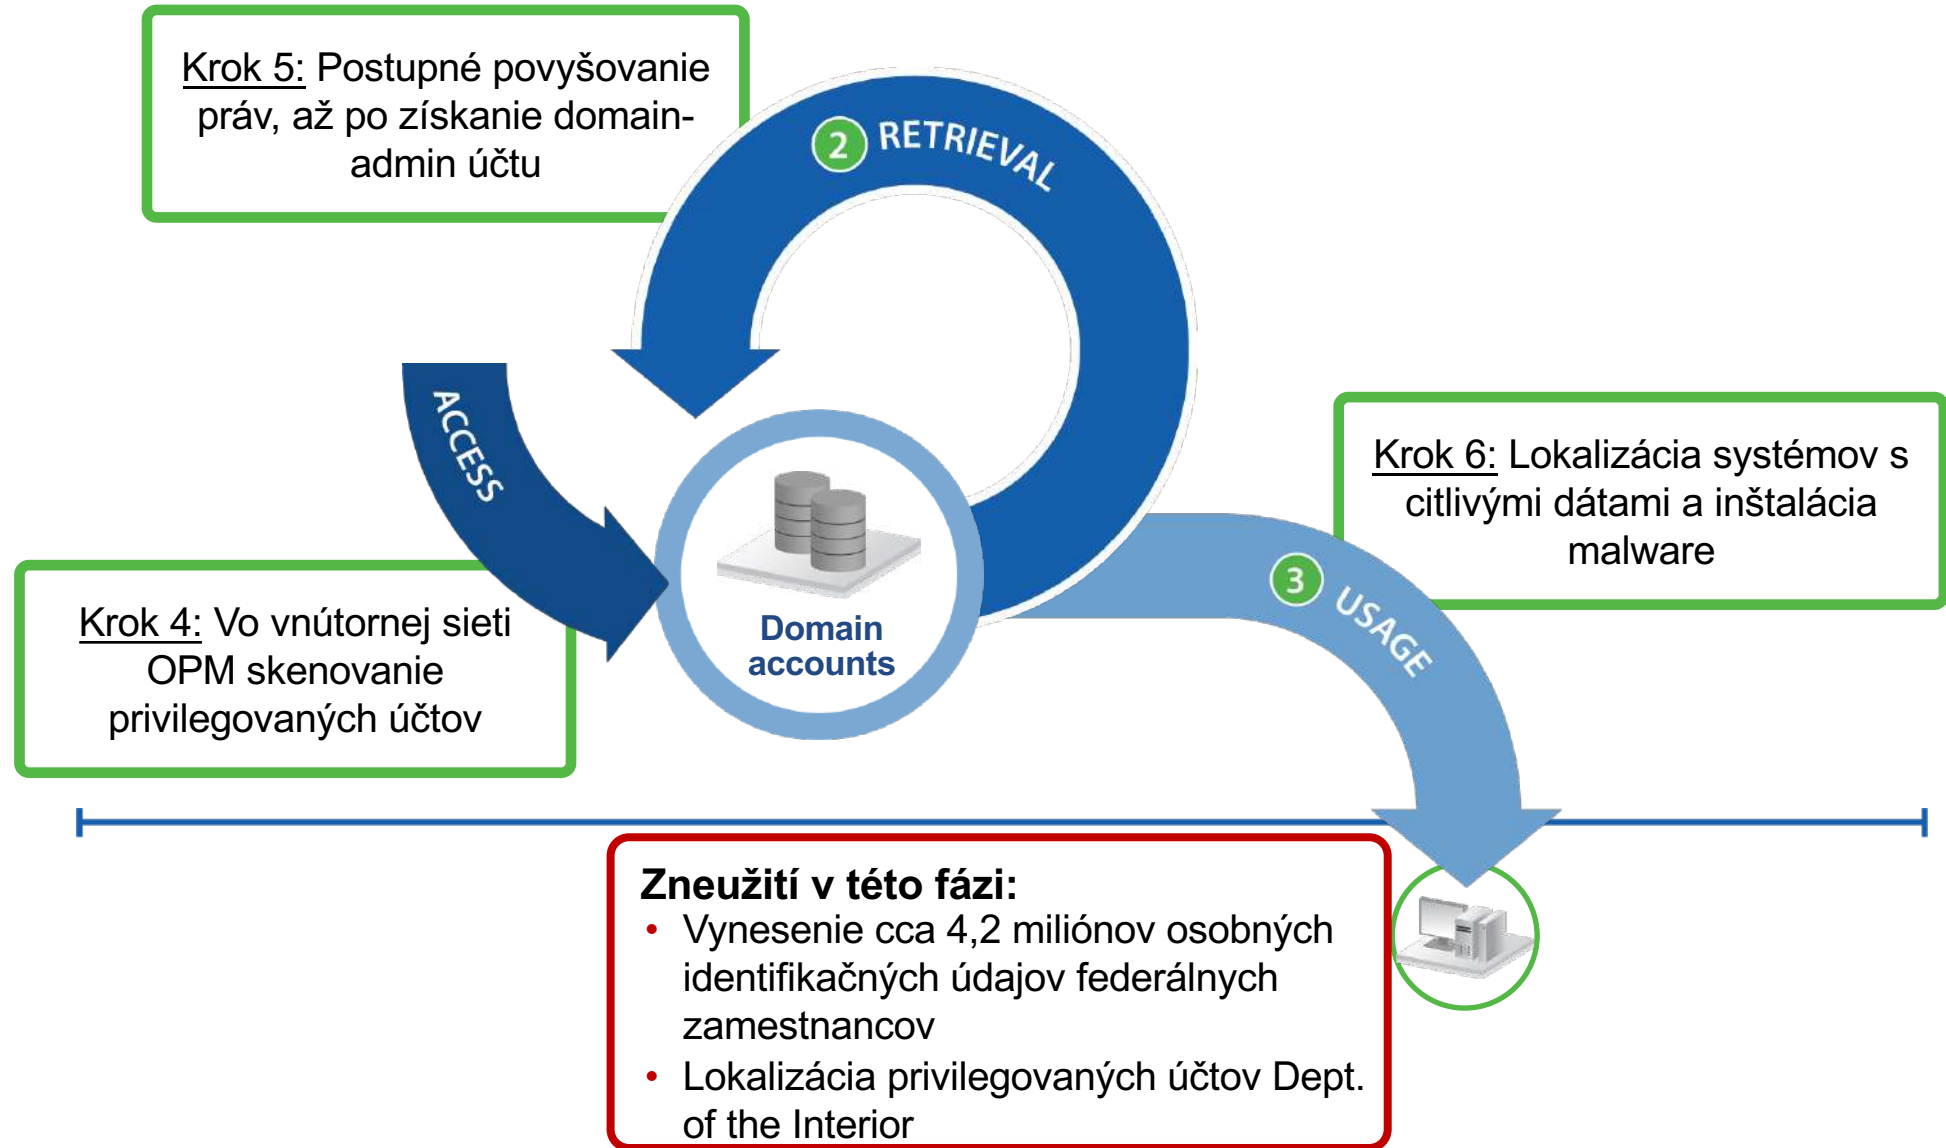 Krok 5: Postupné povyšovanie
práv, až po získanie domain-
admin účtu
2 RETRIEVAL
ACCESS
Krok 6: Lokalizácia systémov s
citlivými dátami a inštalácia
malware
3 USAGE
Krok 4: Vo vnútornej sieti
OPM skenovanie
privilegovaných účtov
Domain
accounts
Zneužití v této fázi:
• Vynesenie cca 4,2 miliónov osobných
identifikačných údajov federálnych
zamestnancov
• Lokalizácia privilegovaných účtov Dept.
of the Interior